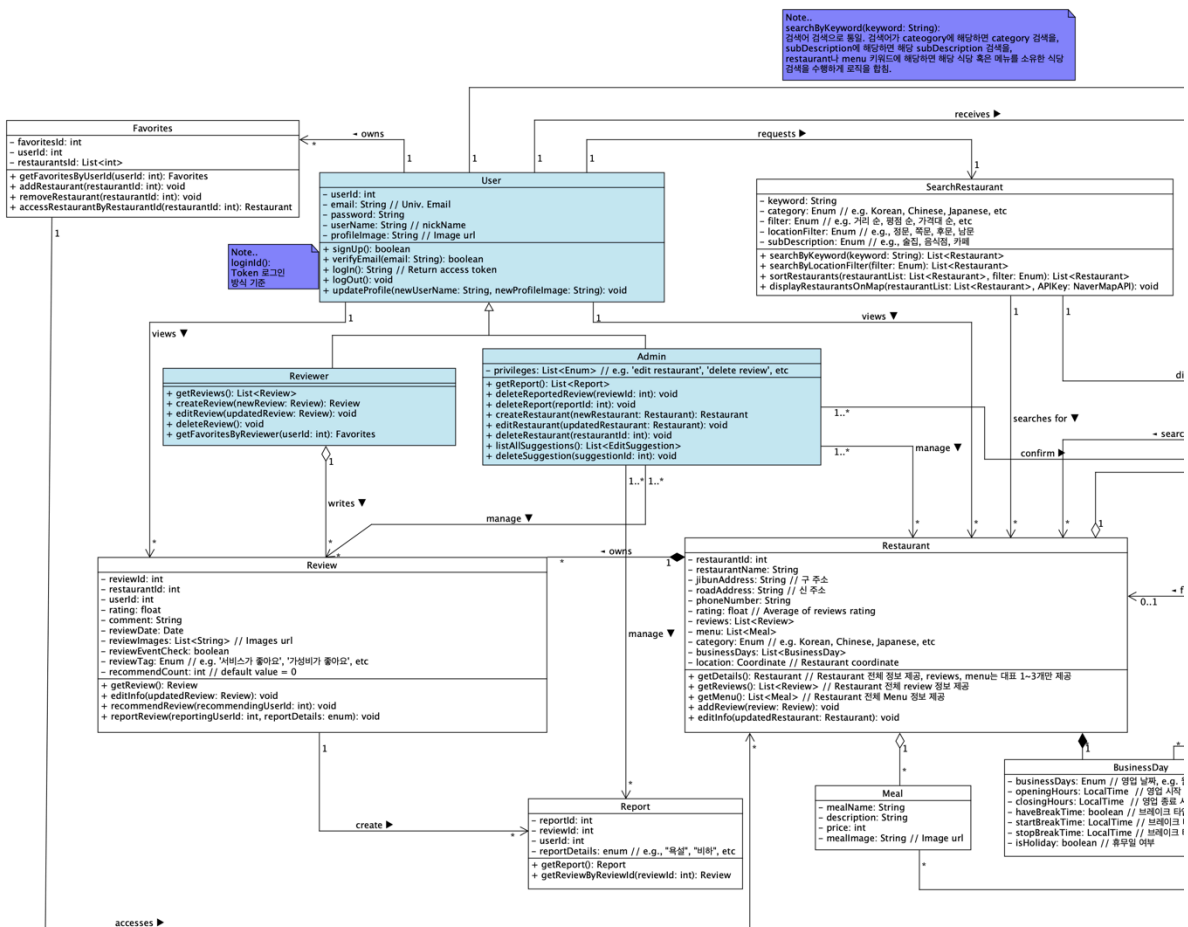 Note..
searchByKeyword(keyword: String):
검색어 검색으로 통일. 검색어가 cateogory에 해당하면 category 검색을,
subDescription에 해당하면 해당 subDescription 검색을,
restaurant나 menu 키워드에 해당하면 해당 식당 혹은 메뉴를 소유한 식당
검색을 수행하게 로직을 합침.
receives ▶
requests ▶
◄ owns
*
1
1
1
1
1
Favorites
– favoritesId: int
– userId: int
– restaurantsId: List<int>
+ getFavoritesByUserId(userId: int): Favorites
+ addRestaurant(restaurantId: int): void
+ removeRestaurant(restaurantId: int): void
+ accessRestaurantByRestaurantId(restaurantId: int): Restaurant
1
User
– userId: int
– email: String // Univ. Email
– password: String
– userName: String // nickName
– profileImage: String // Image url
+ signUp(): boolean
+ verifyEmail(email: String): boolean
+ logIn(): String // Return access token
+ logOut(): void
+ updateProfile(newUserName: String, newProfileImage: String): void
Note..
loginId():
Token 로그인
방식 기준
SearchRestaurant
– keyword: String
– category: Enum // e.g. Korean, Chinese, Japanese, etc
– filter: Enum // e.g. 거리 순, 평점 순, 가격대 순, etc
– locationFilter: Enum // e.g., 정문, 쪽문, 후문, 남문
– subDescription: Enum // e.g., 술집, 음식점, 카페
+ searchByKeyword(keyword: String): List<Restaurant>
+ searchByLocationFilter(filter: Enum): List<Restaurant>
+ sortRestaurants(restaurantList: List<Restaurant>, filter: Enum): List<Restaurant>
+ displayRestaurantsOnMap(restaurantList: List<Restaurant>, APIKey: NaverMapAPI): void
1
1
1
1
views ▼
views ▼
Reviewer
+ getReviews(): List<Review>
+ createReview(newReview: Review): Review
+ editReview(updatedReview: Review): void
+ deleteReview(): void
+ getFavoritesByReviewer(userId: int): Favorites
1
Admin
– privileges: List<Enum> // e.g. 'edit restaurant', 'delete review', etc
+ getReport(): List<Report>
+ deleteReportedReview(reviewId: int): void
+ deleteReport(reportId: int): void
+ createRestaurant(newRestaurant: Restaurant): Restaurant
+ editRestaurant(updatedRestaurant: Restaurant): void
+ deleteRestaurant(restaurantId: int): void
+ listAllSuggestions(): List<EditSuggestion>
+ deleteSuggestion(suggestionId: int): void
1..*
1..*
1..*
1..*
di
searches for ▼
◄ searc
manage ▼
confirm ▶
writes ▼
manage ▼
*
*
*
*
*
*
*
1
Review
– reviewId: int
– restaurantId: int
– userId: int
– rating: float
– comment: String
– reviewDate: Date
– reviewImages: List<String> // Images url
– reviewEventCheck: boolean
– reviewTag: Enum // e.g. '서비스가 좋아요', '가성비가 좋아요', etc
– recommendCount: int // default value = 0
+ getReview(): Review
+ editInfo(updatedReview: Review): void
+ recommendReview(recommendingUserId: int): void
+ reportReview(reportingUserId: int, reportDetails: enum): void
1
◄ owns
*
1
Restaurant
– restaurantId: int
– restaurantName: String
– jibunAddress: String // 구 주소
– roadAddress: String // 신 주소
– phoneNumber: String
– rating: float // Average of reviews rating
– reviews: List<Review>
– menu: List<Meal>
– category: Enum // e.g. Korean, Chinese, Japanese, etc
– businessDays: List<BusinessDay>
– location: Coordinate // Restaurant coordinate
+ getDetails(): Restaurant // Restaurant 전체 정보 제공, reviews, menu는 대표 1~3개만 제공
+ getReviews(): List<Review> // Restaurant 전체 review 정보 제공
+ getMenu(): List<Meal> // Restaurant 전체 Menu 정보 제공
+ addReview(review: Review): void
+ editInfo(updatedRestaurant: Restaurant): void
◄ f
0..1
manage ▼
*
1
*
1
*
BusinessDay
– businessDays: Enum // 영업 날짜, e.g.
– openingHours: LocalTime // 영업 시작
– closingHours: LocalTime // 영업 종료
– haveBreakTime: boolean // 브레이크
– startBreakTime: LocalTime // 브레이크
– stopBreakTime: LocalTime // 브레이크
– isHoliday: boolean // 휴무일 여부
Meal
– mealName: String
– description: String
– price: int
– mealImage: String // Image url
*
create ▶
*
*
Report
– reportId: int
– reviewId: int
– userId: int
– reportDetails: enum // e.g., "욕설", "비하", etc
+ getReport(): Report
+ getReviewByReviewId(reviewId: int): Review
accesses ▶